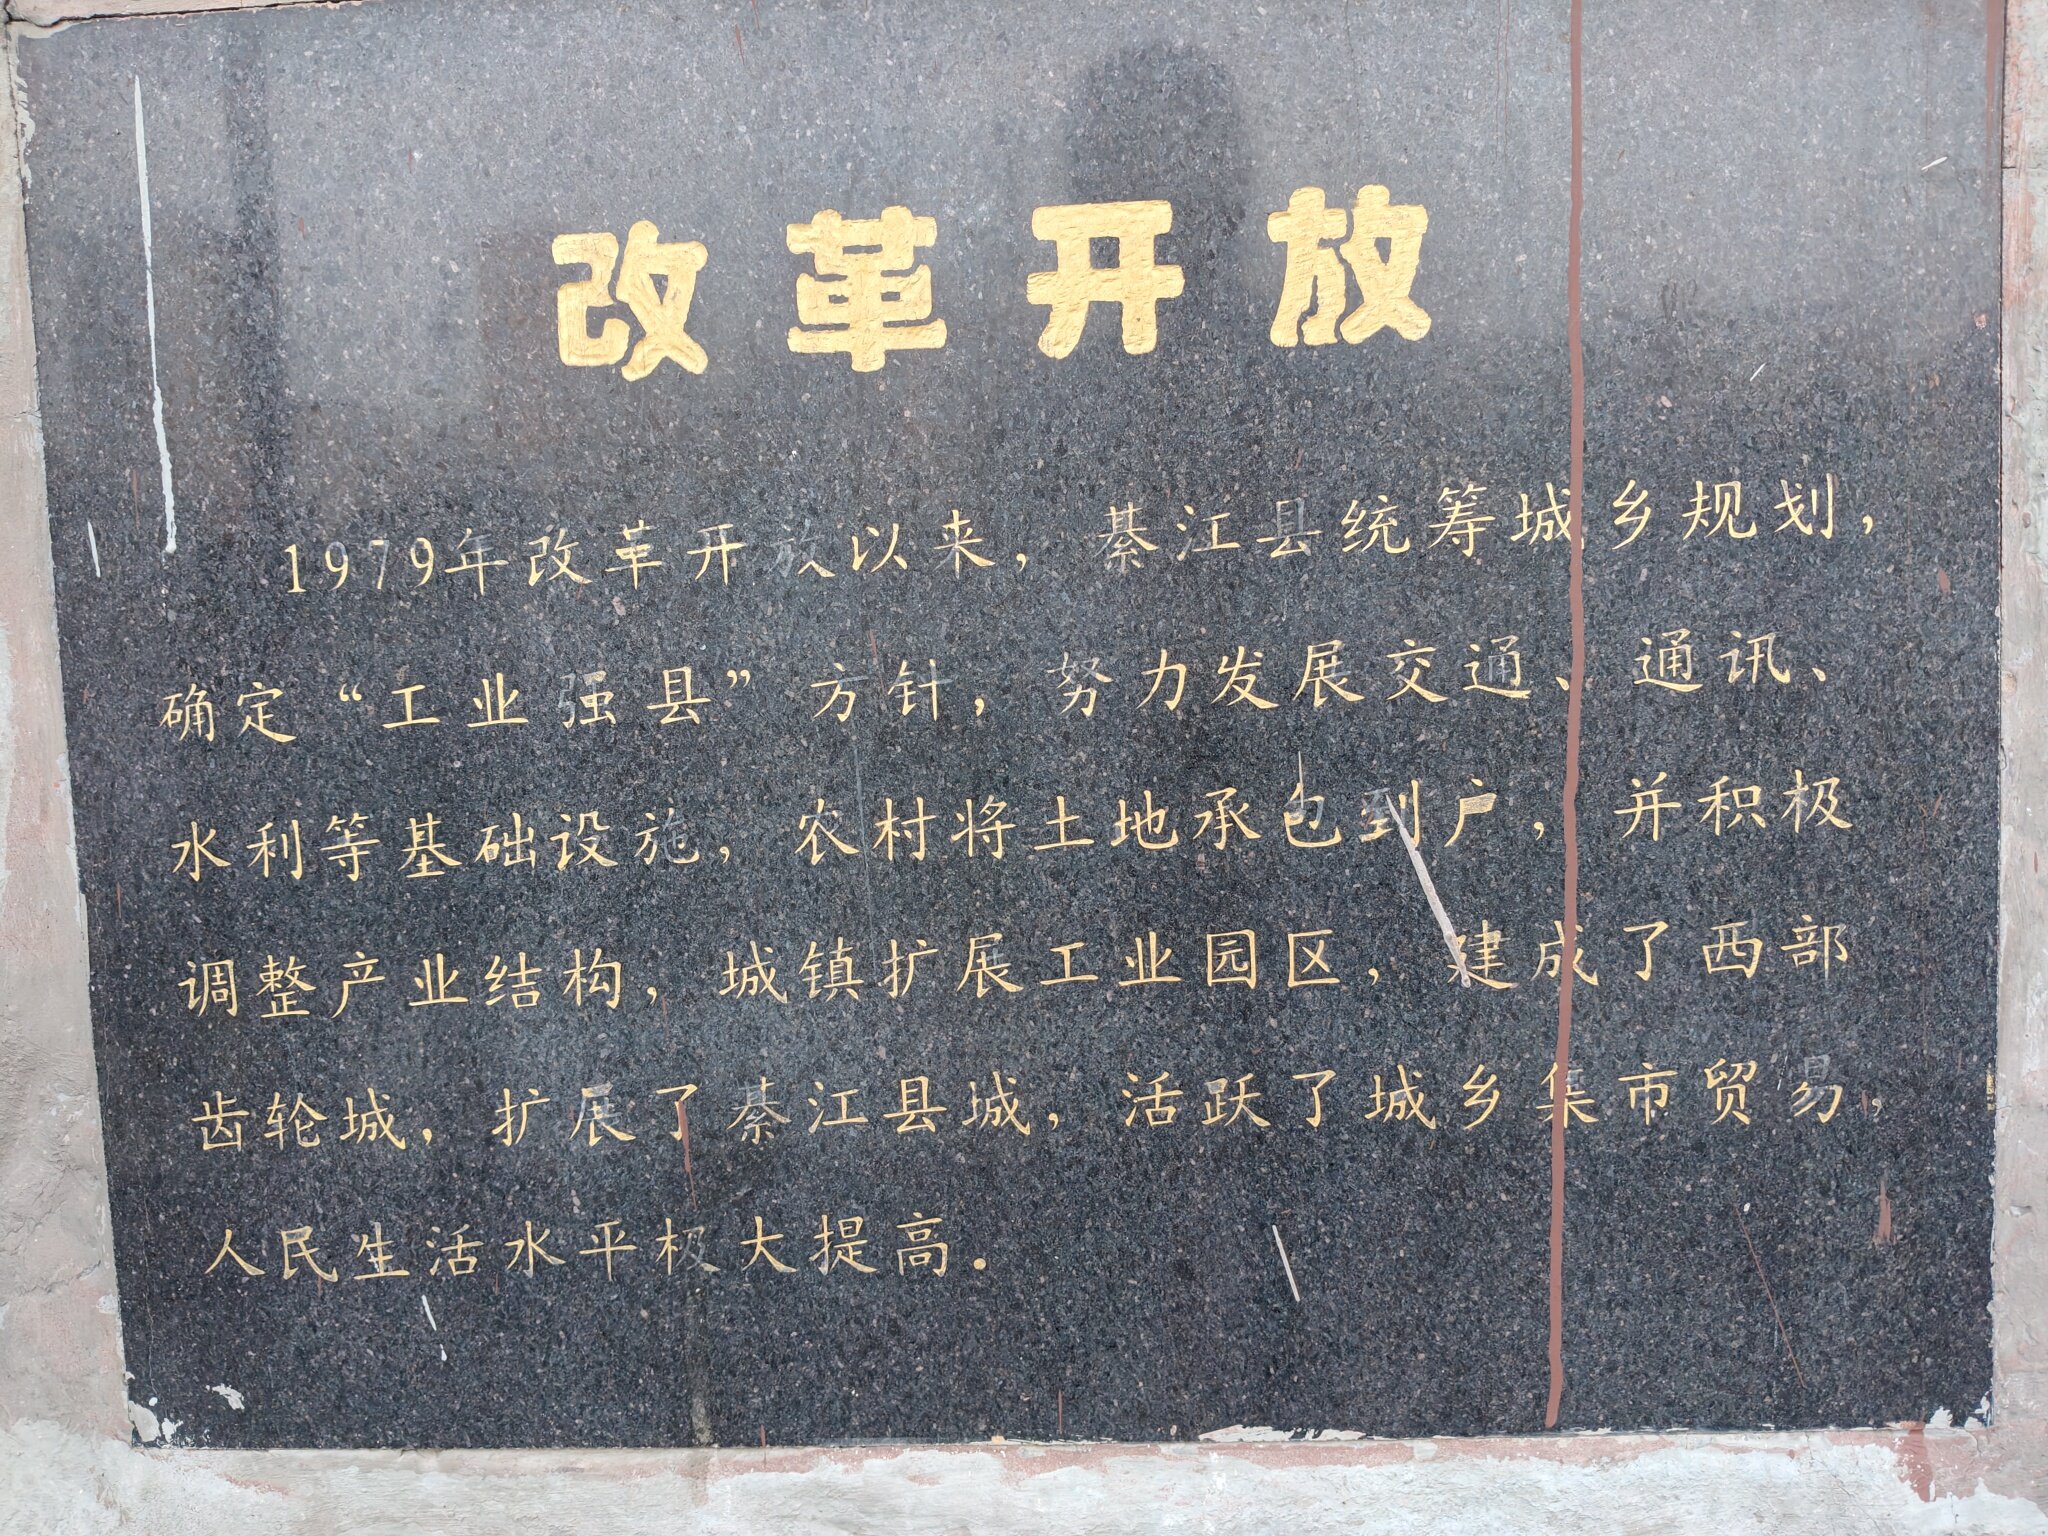 改革开放
1979年改革开放以来，綦江县统筹城乡规划，
确定“工业强县”方针，努力发展交通、通讯、
水利等基础设施，农村将土地承包到户，并积极
调整产业结构，城镇扩展工业园区，建成了西部
齿轮城，扩展了綦江县城，活跃了城乡集市贸易，
人民生活水平极大提高．